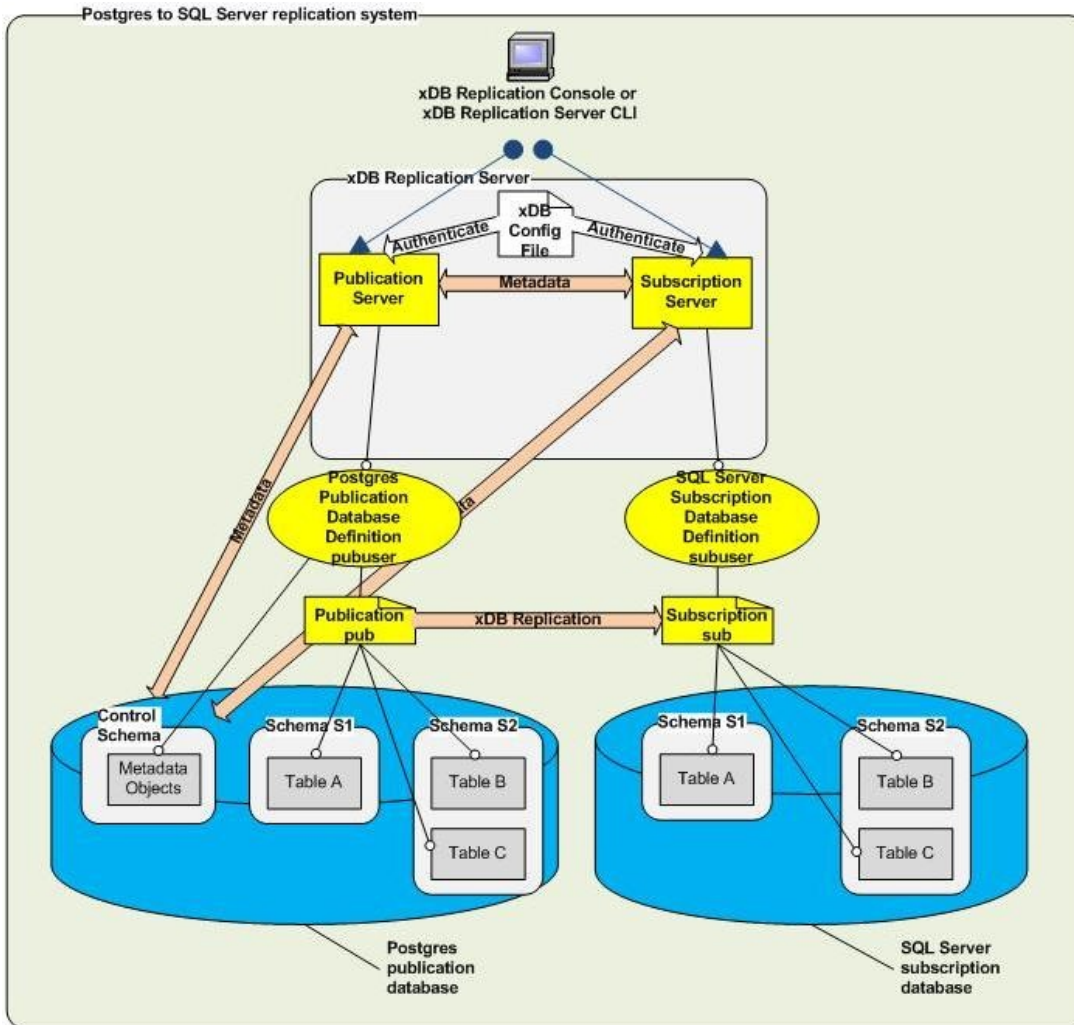 Postgres to SQL Server replication system
xDB Replication Console or
xDB Replication Server CLI
xDB Replication Server
xDB
Config
File
Authenticate
Authenticate
Publication
Server
Metadata
Subscription
Server
Metadata
Postgres
Publication
Database
Definition
pubuser
ta
SQL Server
Subscription
Database
Definition
subuser
Publication
pub
xDB Replication
Subscription
sub
Control
Schema
Metadata
Objects
Schema S1
Table A
Schema S2
Table B
Table C
Schema S1
Table A
Schema S2
Table B
Table C
Postgres
publication
database
SQL Server
subscription
database